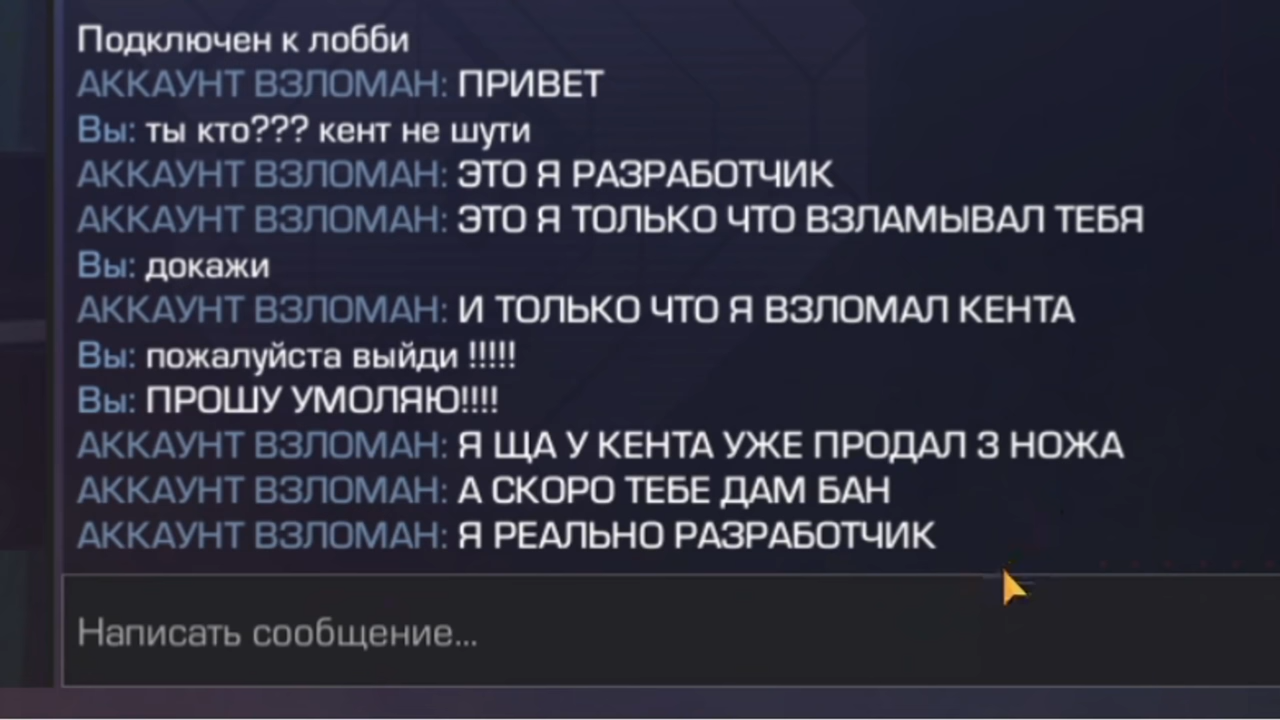 Подключен к лобби
АККАУНТ ВЗЛОМАН: ПРИВЕТ
Вы: ты кто??? кент не шути
АККАУНТ ВЗЛОМАН: ЭТО Я РАЗРАБОТЧИК
АККАУНТ ВЗЛОМАН: ЭТО Я ТОЛЬКО ЧТО ВЗЛАМЫВАЛ ТЕБЯ
Вы: докажи
АККАУНТ ВЗЛОМАН: И ТОЛЬКО ЧТО Я ВЗЛОМАЛ КЕНТА
Вы: пожалуйста выйди !!!!!
Вы: ПРОШУ УМОЛЯЮ!!!!
АККАУНТ ВЗЛОМАН: Я ЩА У КЕНТА УЖЕ ПРОДАЛ 3 НОЖА
АККАУНТ ВЗЛОМАН: А СКОРО ТЕБЕ ДАМ БАН
АККАУНТ ВЗЛОМАН: Я РЕАЛЬНО РАЗРАБОТЧИК
Написать сообщение...